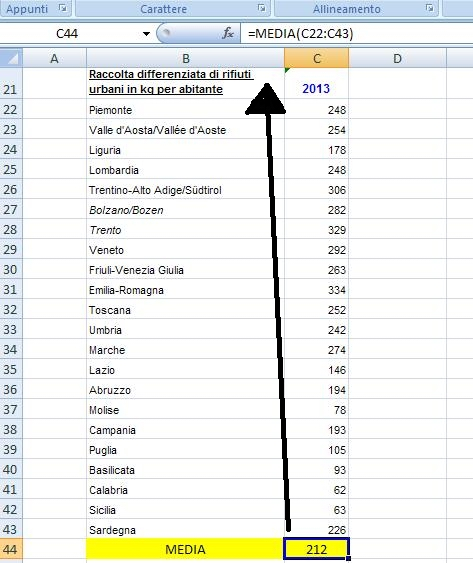 Appunti Carattere Allineamento
C44 fx =MEDIA(C22:C43)
A B C D
21 Raccolta differenziata di rifiuti urbani in kg per abitante 2013
22 Piemonte 248
23 Valle d'Aosta/Vallée d'Aoste 254
24 Liguria 178
25 Lombardia 248
26 Trentino-Alto Adige/Südtirol 306
27 Bolzano/Bozen 282
28 Trento 329
29 Veneto 292
30 Friuli-Venezia Giulia 263
31 Emilia-Romagna 334
32 Toscana 252
33 Umbria 242
34 Marche 274
35 Lazio 146
36 Abruzzo 194
37 Molise 78
38 Campania 193
39 Puglia 105
40 Basilicata 93
41 Calabria 62
42 Sicilia 63
43 Sardegna 226
44 MEDIA 212